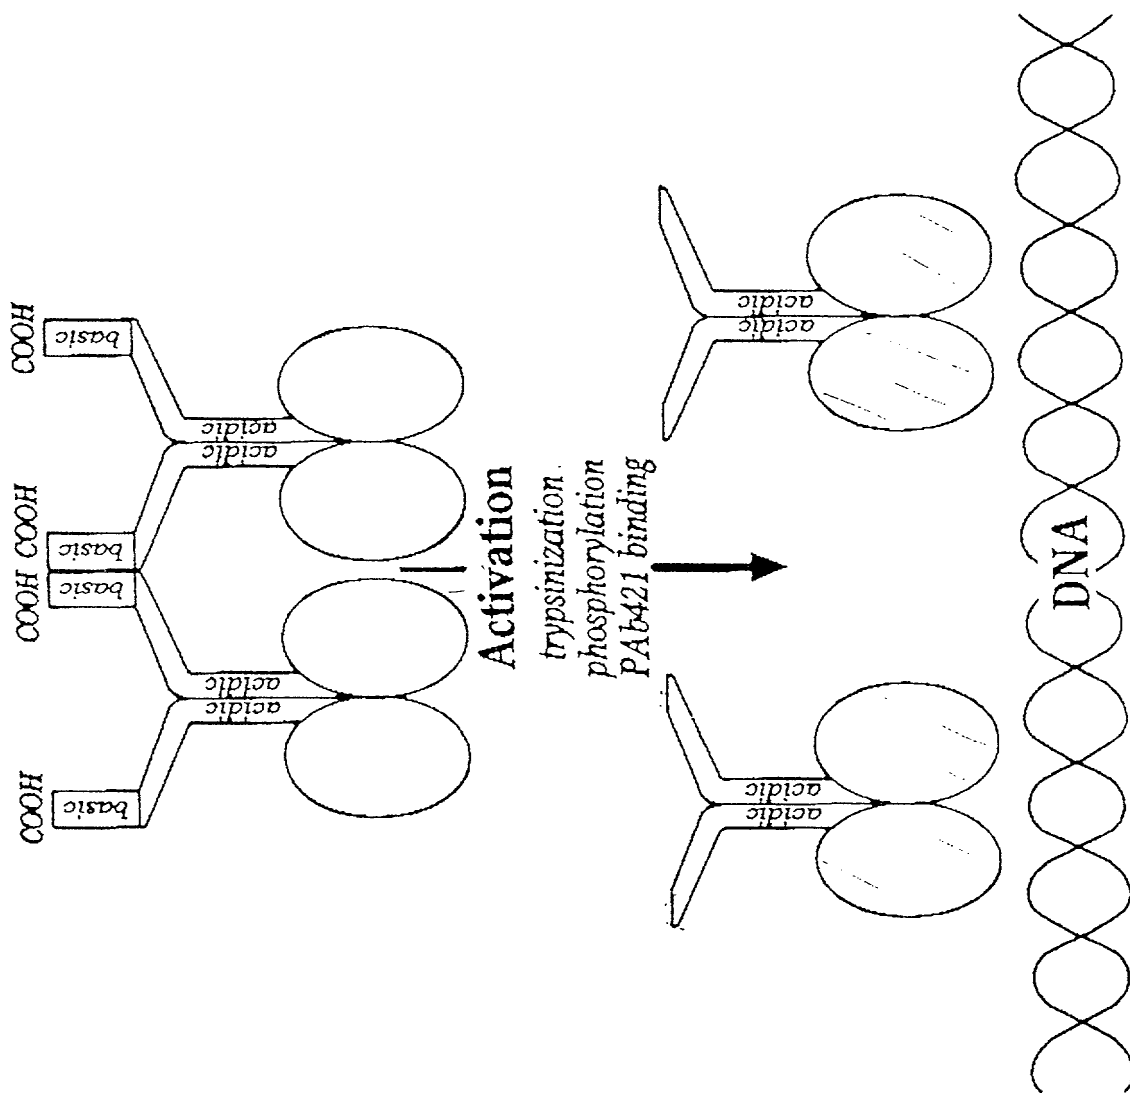 COOH
COOH
COOH
COOH
basic
basic
basic
basic
acidic
acidic
acidic
acidic
Activation
trypsinization
phosphorylation
PAb421 binding
acidic
acidic
acidic
acidic
DNA